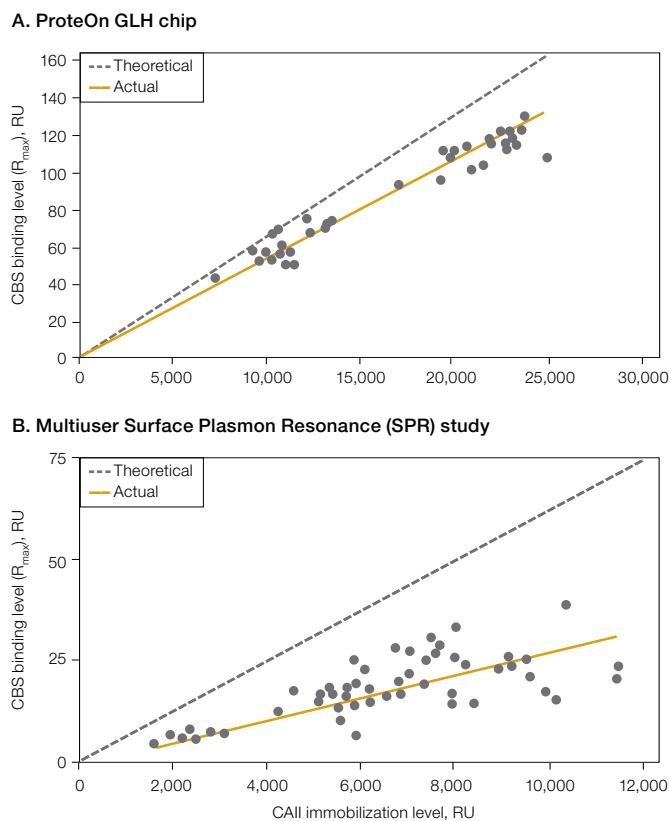 A. ProteOn GLH chip
160
140
120
100
80
60
40
20
0
Theoretical
Actual
CBS binding level (Rmax), RU
0 5,000 10,000 15,000 20,000 25,000 30,000
B. Multiuser Surface Plasmon Resonance (SPR) study
75
50
25
0
Theoretical
Actual
CBS binding level (Rmax), RU
0 2,000 4,000 6,000 8,000 10,000 12,000
CAII immobilization level, RU